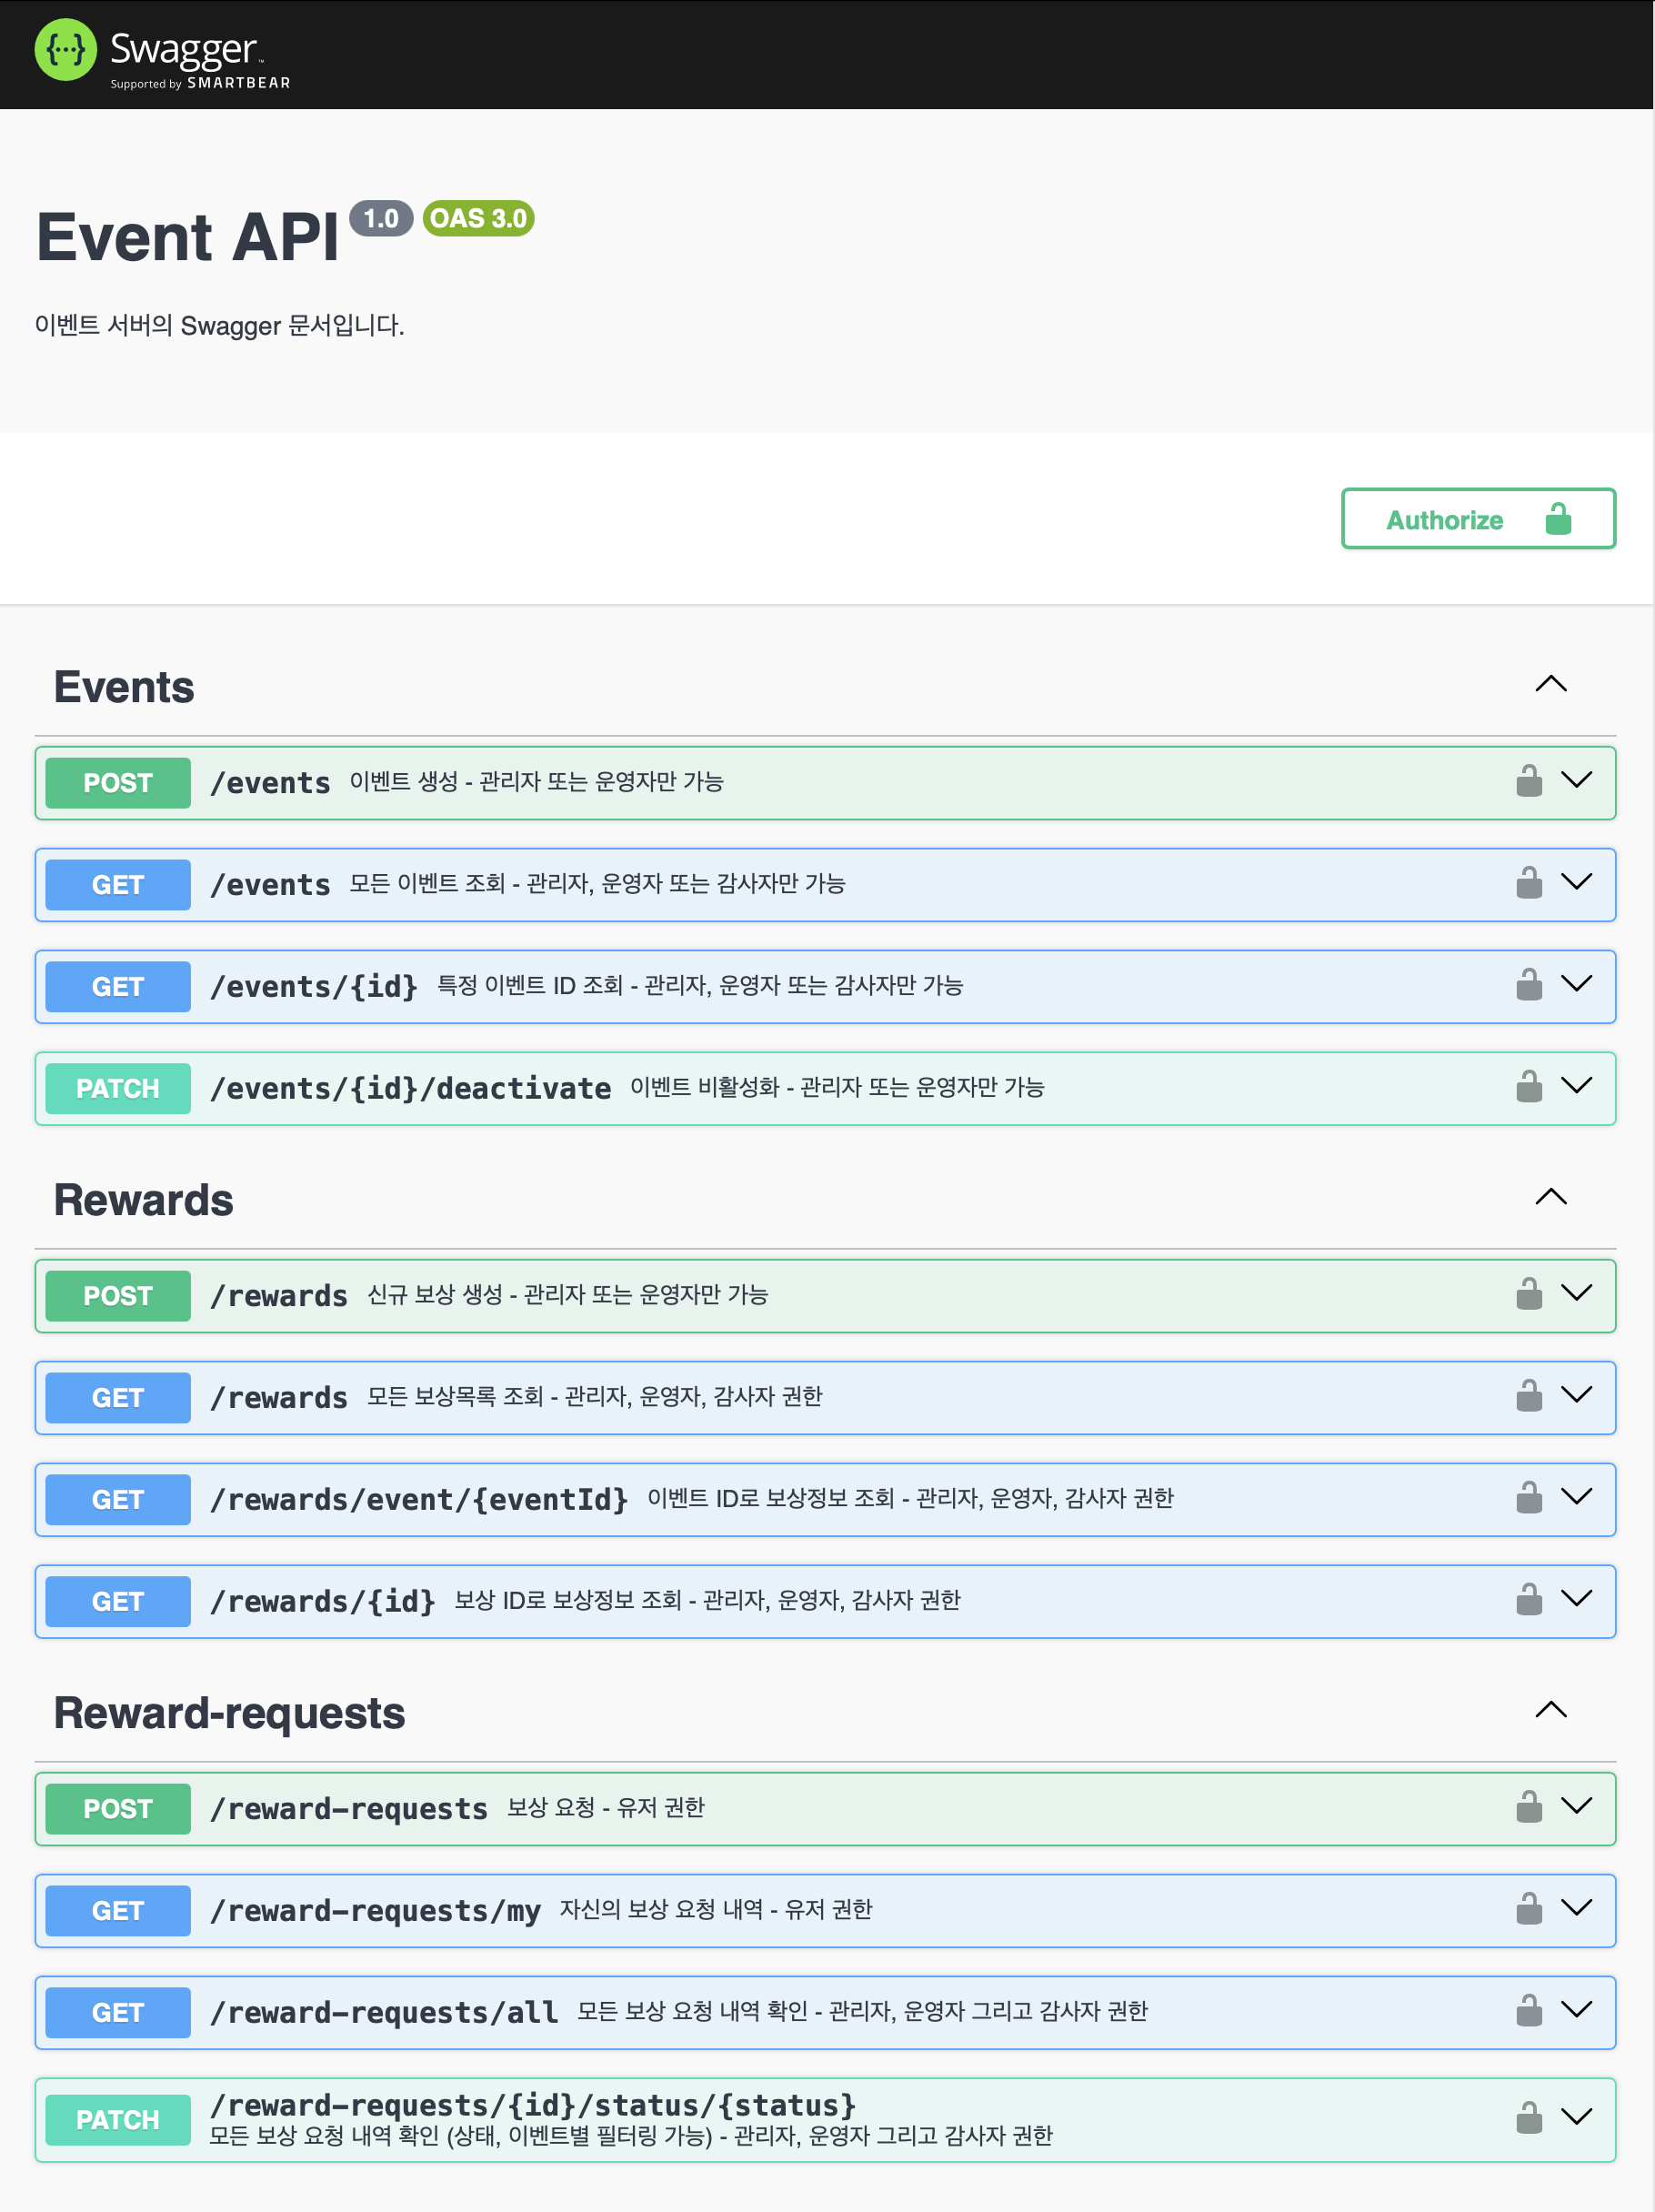 {···} Swagger™
Supported by SMARTBEAR
Event API 1.0 OAS 3.0
이벤트 서버의 Swagger 문서입니다.
Authorize
Events
POST /events 이벤트 생성 - 관리자 또는 운영자만 가능
GET /events 모든 이벤트 조회 - 관리자, 운영자 또는 감사자만 가능
GET /events/{id} 특정 이벤트 ID 조회 - 관리자, 운영자 또는 감사자만 가능
PATCH /events/{id}/deactivate 이벤트 비활성화 - 관리자 또는 운영자만 가능
Rewards
POST /rewards 신규 보상 생성 - 관리자 또는 운영자만 가능
GET /rewards 모든 보상목록 조회 - 관리자, 운영자, 감사자 권한
GET /rewards/event/{eventId} 이벤트 ID로 보상정보 조회 - 관리자, 운영자, 감사자 권한
GET /rewards/{id} 보상 ID로 보상정보 조회 - 관리자, 운영자, 감사자 권한
Reward-requests
POST /reward-requests 보상 요청 - 유저 권한
GET /reward-requests/my 자신의 보상 요청 내역 - 유저 권한
GET /reward-requests/all 모든 보상 요청 내역 확인 - 관리자, 운영자 그리고 감사자 권한
PATCH /reward-requests/{id}/status/{status}
모든 보상 요청 내역 확인 (상태, 이벤트별 필터링 가능) - 관리자, 운영자 그리고 감사자 권한